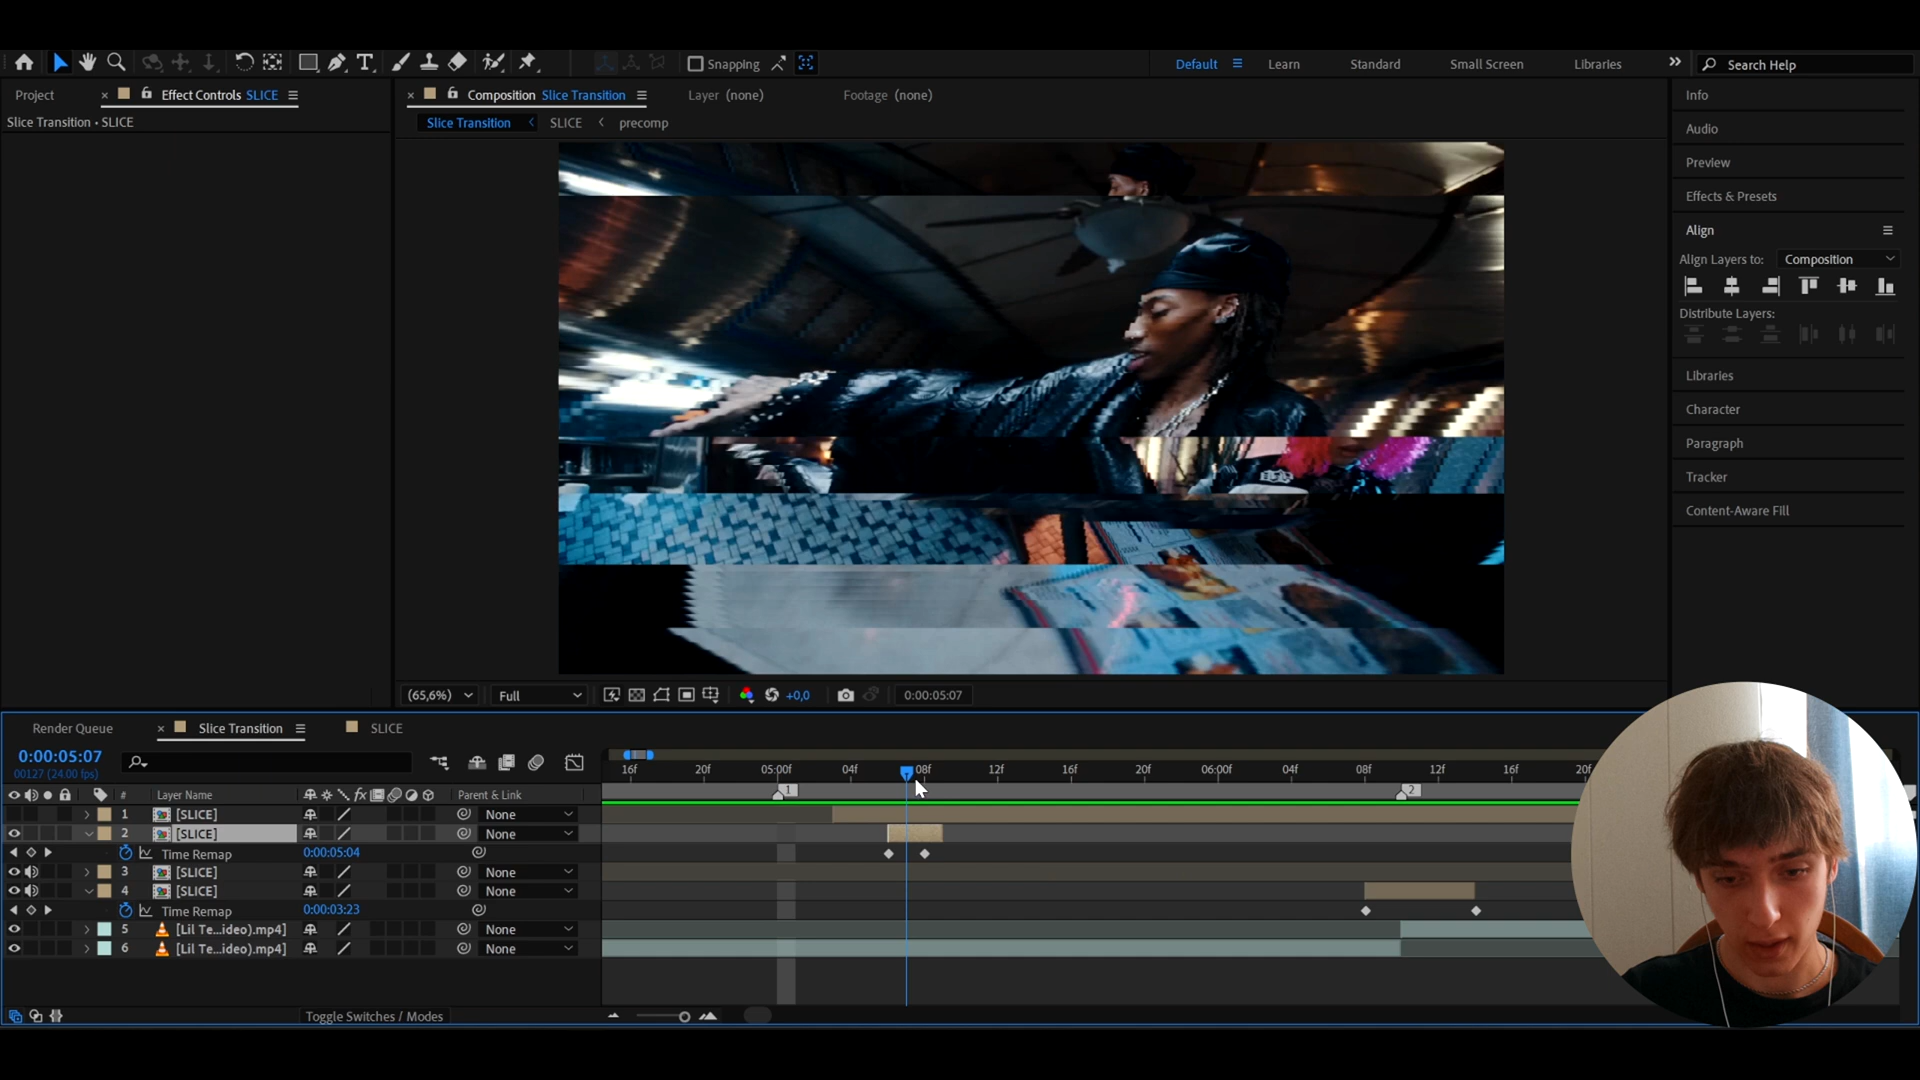 Snapping
Default
Learn
Standard
Small Screen
Libraries
Search Help
Project
Effect Controls SLICE
Composition Slice Transition
Layer (none)
Footage (none)
Slice Transition • SLICE
Slice Transition
SLICE
precomp
Info
Audio
Preview
Effects & Presets
Align
Align Layers to:
Composition
Distribute Layers:
Libraries
Character
Paragraph
Tracker
Content-Aware Fill
(65,6%)
Full
+0,0
0:00:05:07
Render Queue
Slice Transition
SLICE
0:00:05:07
00127 (24.00 fps)
16f
20f
05:00f
04f
08f
12f
16f
20f
06:00f
04f
08f
12f
16f
20f
# Layer Name
fx
Parent & Link
1
2
1 [SLICE] None
2 [SLICE] None
Time Remap 0:00:05:04
3 [SLICE] None
4 [SLICE] None
Time Remap 0:00:03:23
5 [Lil Te...ideo).mp4] None
6 [Lil Te...ideo).mp4] None
Toggle Switches / Modes